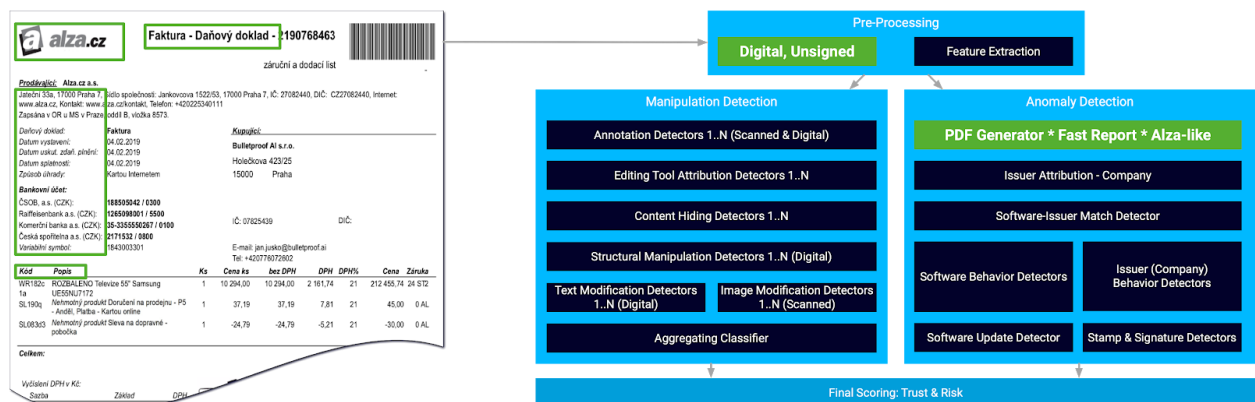 alza.cz
Faktura - Daňový doklad - 2190768463
záruční a dodací list
Prodávající: Alza.cz a.s.
Jateční 33a, 17000 Praha 7, Sídlo společnosti: Jankovcova 1522/53, 17000 Praha 7, IČ: 27082440, DIČ: CZ27082440, Internet:
www.alza.cz, Kontakt: www.alza.cz/kontakt, Telefon: +420225340111
Zapsána v OR u MS v Praze, oddíl B, vložka 8573.
Daňový doklad: Faktura
Datum vystavení: 04.02.2019
Datum uskut. zdaň. plnění: 04.02.2019
Datum splatnosti: 04.02.2019
Způsob úhrady: Kartou Internetem
Bankovní účet:
ČSOB, a.s. (CZK): 188505042 / 0300
Raiffeisenbank a.s. (CZK): 1265098001 / 5500
Komerční banka a.s. (CZK): 35-3355550267 / 0100
Česká spořitelna a.s. (CZK): 2171532 / 0800
Variabilní symbol: 1843003301
Kupující:
Bulletproof AI s.r.o.
Holečkova 423/25
15000 Praha
IČ: 07825439 DIČ:
E-mail: jan.jusko@bulletproof.ai
Tel: +420776072602
Kód Popis Ks Cena ks bez DPH DPH DPH% Cena Záruka
WR182c ROZBALENO Televize 55" Samsung 1 10 294,00 10 294,00 2 161,74 21 212 455,74 24 ST2
1a UE55NU7172
SL190q Nehmotný produkt Doručení na prodejnu - P5 1 37,19 37,19 7,81 21 45,00 0 AL
- Anděl, Platba - Kartou online
SL083d3 Nehmotný produkt Sleva na dopravné - 1 -24,79 -24,79 -5,21 21 -30,00 0 AL
pobočka
Celkem:
Vyčíslení DPH v Kč:
Sazba Základ DPH
Pre-Processing
Digital, Unsigned
Feature Extraction
Manipulation Detection
Annotation Detectors 1..N (Scanned & Digital)
Editing Tool Attribution Detectors 1..N
Content Hiding Detectors 1..N
Structural Manipulation Detectors 1..N (Digital)
Text Modification Detectors
1..N (Digital)
Image Modification Detectors
1..N (Scanned)
Aggregating Classifier
Anomaly Detection
PDF Generator * Fast Report * Alza-like
Issuer Attribution - Company
Software-Issuer Match Detector
Software Behavior Detectors
Issuer (Company)
Behavior Detectors
Software Update Detector
Stamp & Signature Detectors
Final Scoring: Trust & Risk